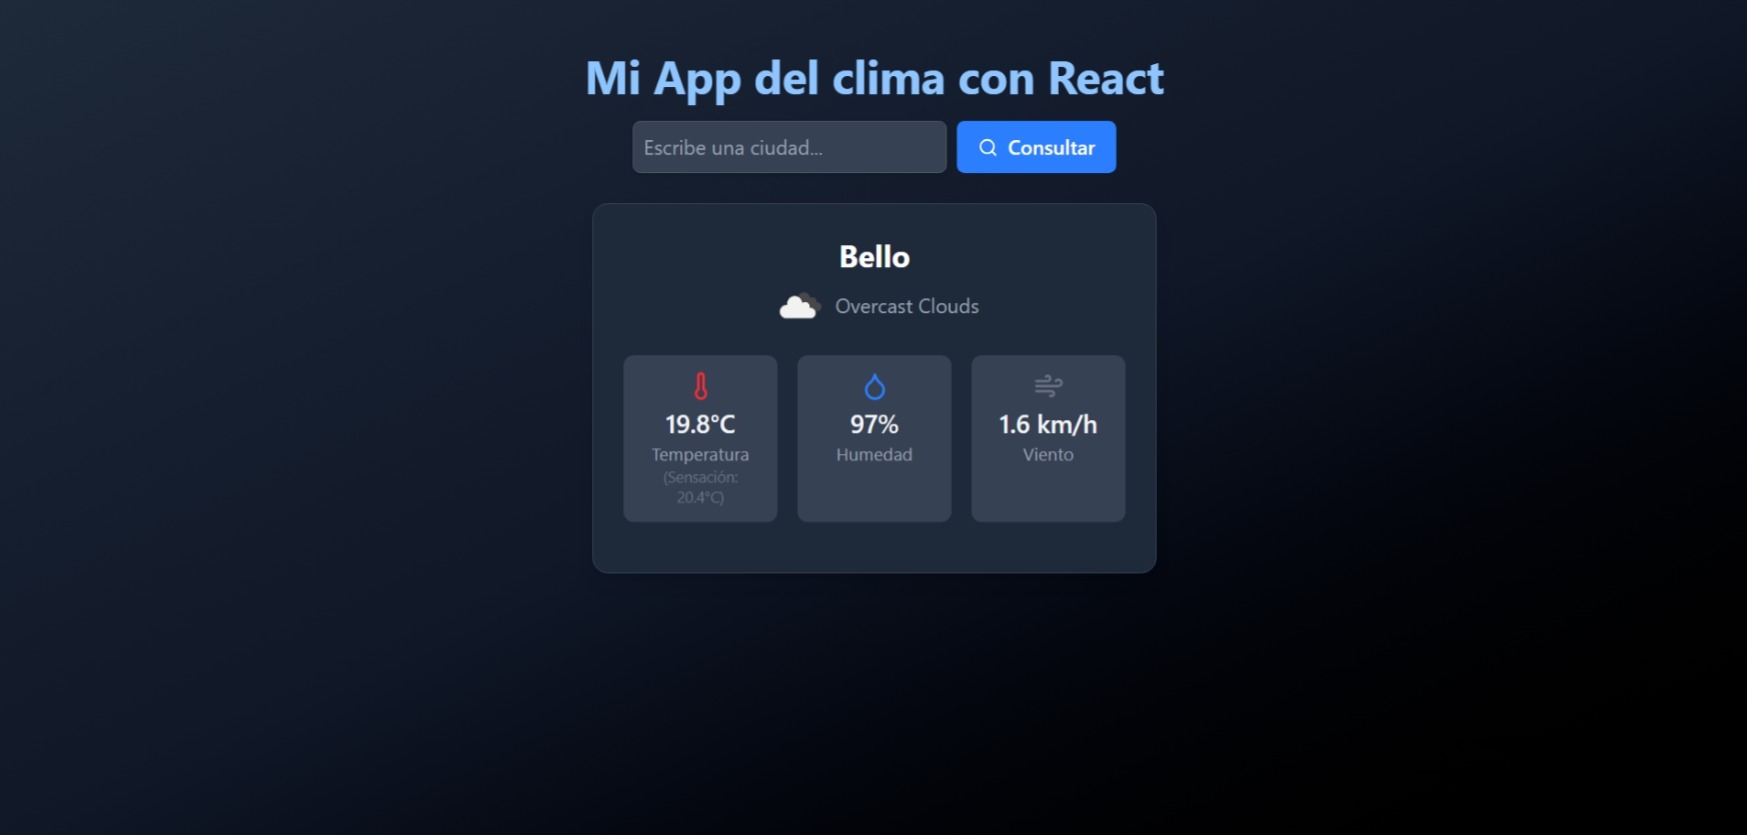 Mi App del clima con React
Escribe una ciudad...
Consultar
Bello
Overcast Clouds
19.8°C
Temperatura
(Sensación:
20.4°C)
97%
Humedad
1.6 km/h
Viento